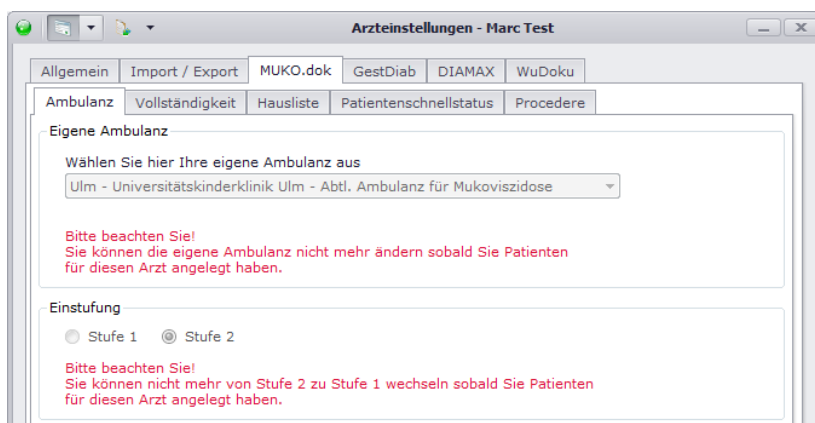 Arzteinstellungen - Marc Test
Allgemein Import / Export MUKO.dok GestDiab DIAMAX WuDoku
Ambulanz Vollständigkeit Hausliste Patientenschnellstatus Procedere
Eigene Ambulanz
Wählen Sie hier Ihre eigene Ambulanz aus
Ulm - Universitätskinderklinik Ulm - Abtl. Ambulanz für Mukoviszidose
Bitte beachten Sie!
Sie können die eigene Ambulanz nicht mehr ändern sobald Sie Patienten
für diesen Arzt angelegt haben.
Einstufung
Stufe 1 Stufe 2
Bitte beachten Sie!
Sie können nicht mehr von Stufe 2 zu Stufe 1 wechseln sobald Sie Patienten
für diesen Arzt angelegt haben.